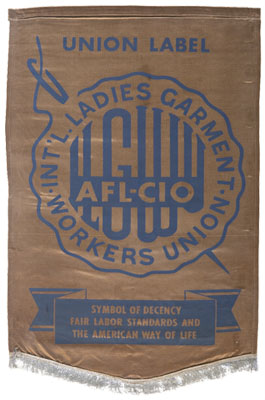 UNION LABEL
INT'L. LADIES GARMENT
ILGWU
AFL-CIO
WORKERS UNION
SYMBOL OF DECENCY
FAIR LABOR STANDARDS AND
THE AMERICAN WAY OF LIFE